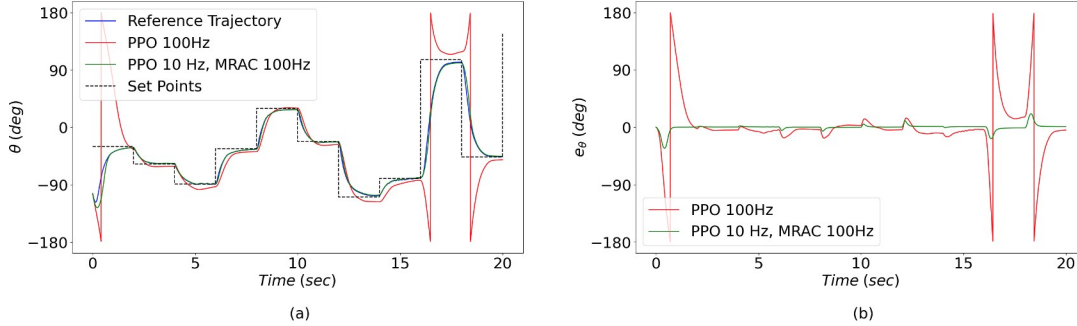 180
90
0
−90
−180
θ (deg)
Reference Trajectory
PPO 100Hz
PPO 10 Hz, MRAC 100Hz
Set Points
0
5
10
15
20
Time (sec)
(a)
180
90
0
−90
−180
eθ (deg)
PPO 100Hz
PPO 10 Hz, MRAC 100Hz
0
5
10
15
20
Time (sec)
(b)